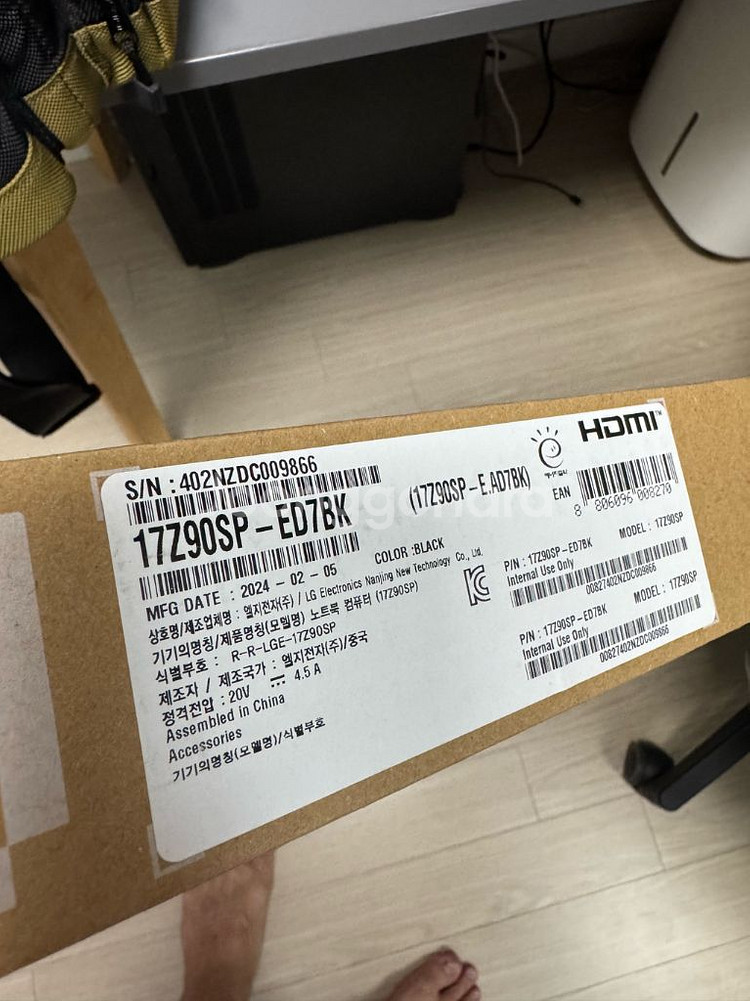 S/N : 402NZDC009866
17Z90SP-ED7BK
(17Z90SP-E.AD7BK)
HDMI™
EAN
8 806096 008270
MFG DATE : 2024 - 02 - 05
COLOR :BLACK
상호명/제조업체명 : 엘지전자(주) / LG Electronics Nanjing New Technology Co., Ltd.
기기의명칭/제품명칭(모델명) 노트북 컴퓨터 (17Z90SP)
식별부호 : R-R-LGE-17Z90SP
제조자 / 제조국가 : 엘지전자(주)/중국
정격전압 : 20V ⎓ 4.5 A
Assembled in China
Accessories
기기의명칭(모델명)/식별부호
P/N : 17Z90SP-ED7BK MODEL : 17Z90SP
Internal Use Only
00827402NZDC009866
P/N : 17Z90SP-ED7BK MODEL : 17Z90SP
Internal Use Only
00827402NZDC009866